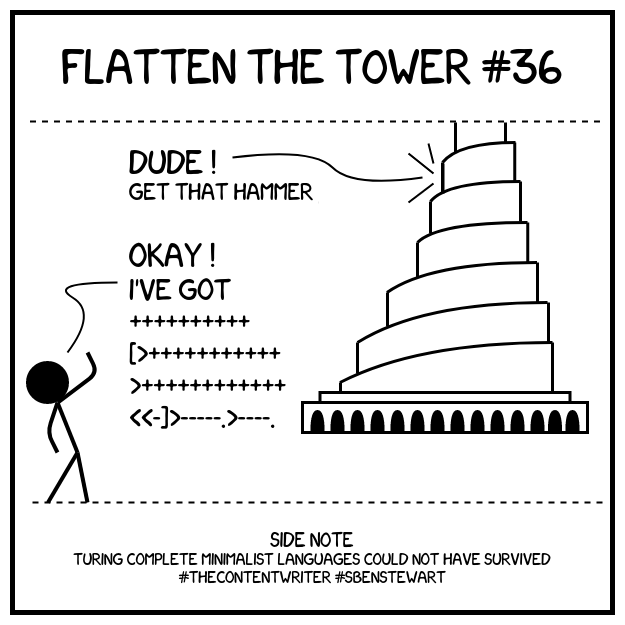 FLATTEN THE TOWER #36
DUDE !
GET THAT HAMMER
OKAY !
I'VE GOT
++++++++++
[>+++++++++++
>++++++++++++
<<-]>-----.>----.
SIDE NOTE
TURING COMPLETE MINIMALIST LANGUAGES COULD NOT HAVE SURVIVED
#THECONTENTWRITER #SBENSTEWART